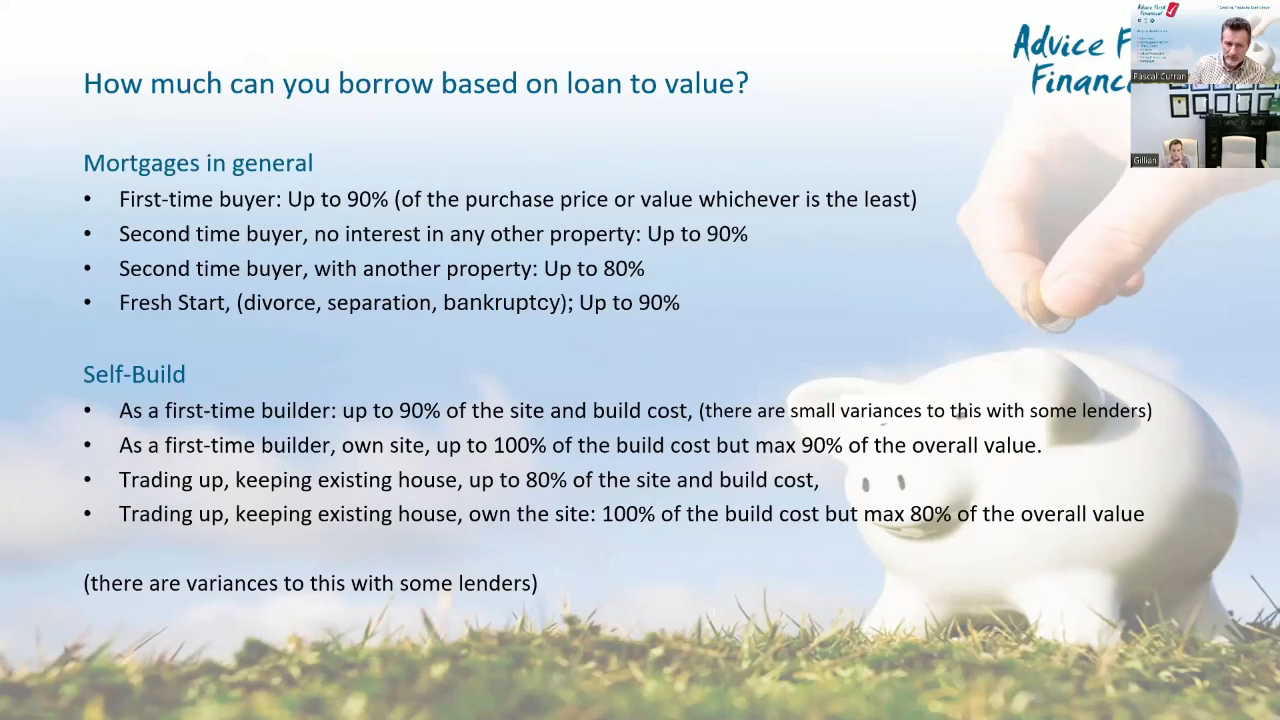 How much can you borrow based on loan to value?
Advice F
Financ
Advice First
Financial
Pascal Curran
Gillian
Mortgages in general
• First-time buyer: Up to 90% (of the purchase price or value whichever is the least)
• Second time buyer, no interest in any other property: Up to 90%
• Second time buyer, with another property: Up to 80%
• Fresh Start, (divorce, separation, bankruptcy); Up to 90%
Self-Build
• As a first-time builder: up to 90% of the site and build cost, (there are small variances to this with some lenders)
• As a first-time builder, own site, up to 100% of the build cost but max 90% of the overall value.
• Trading up, keeping existing house, up to 80% of the site and build cost,
• Trading up, keeping existing house, own the site: 100% of the build cost but max 80% of the overall value
(there are variances to this with some lenders)